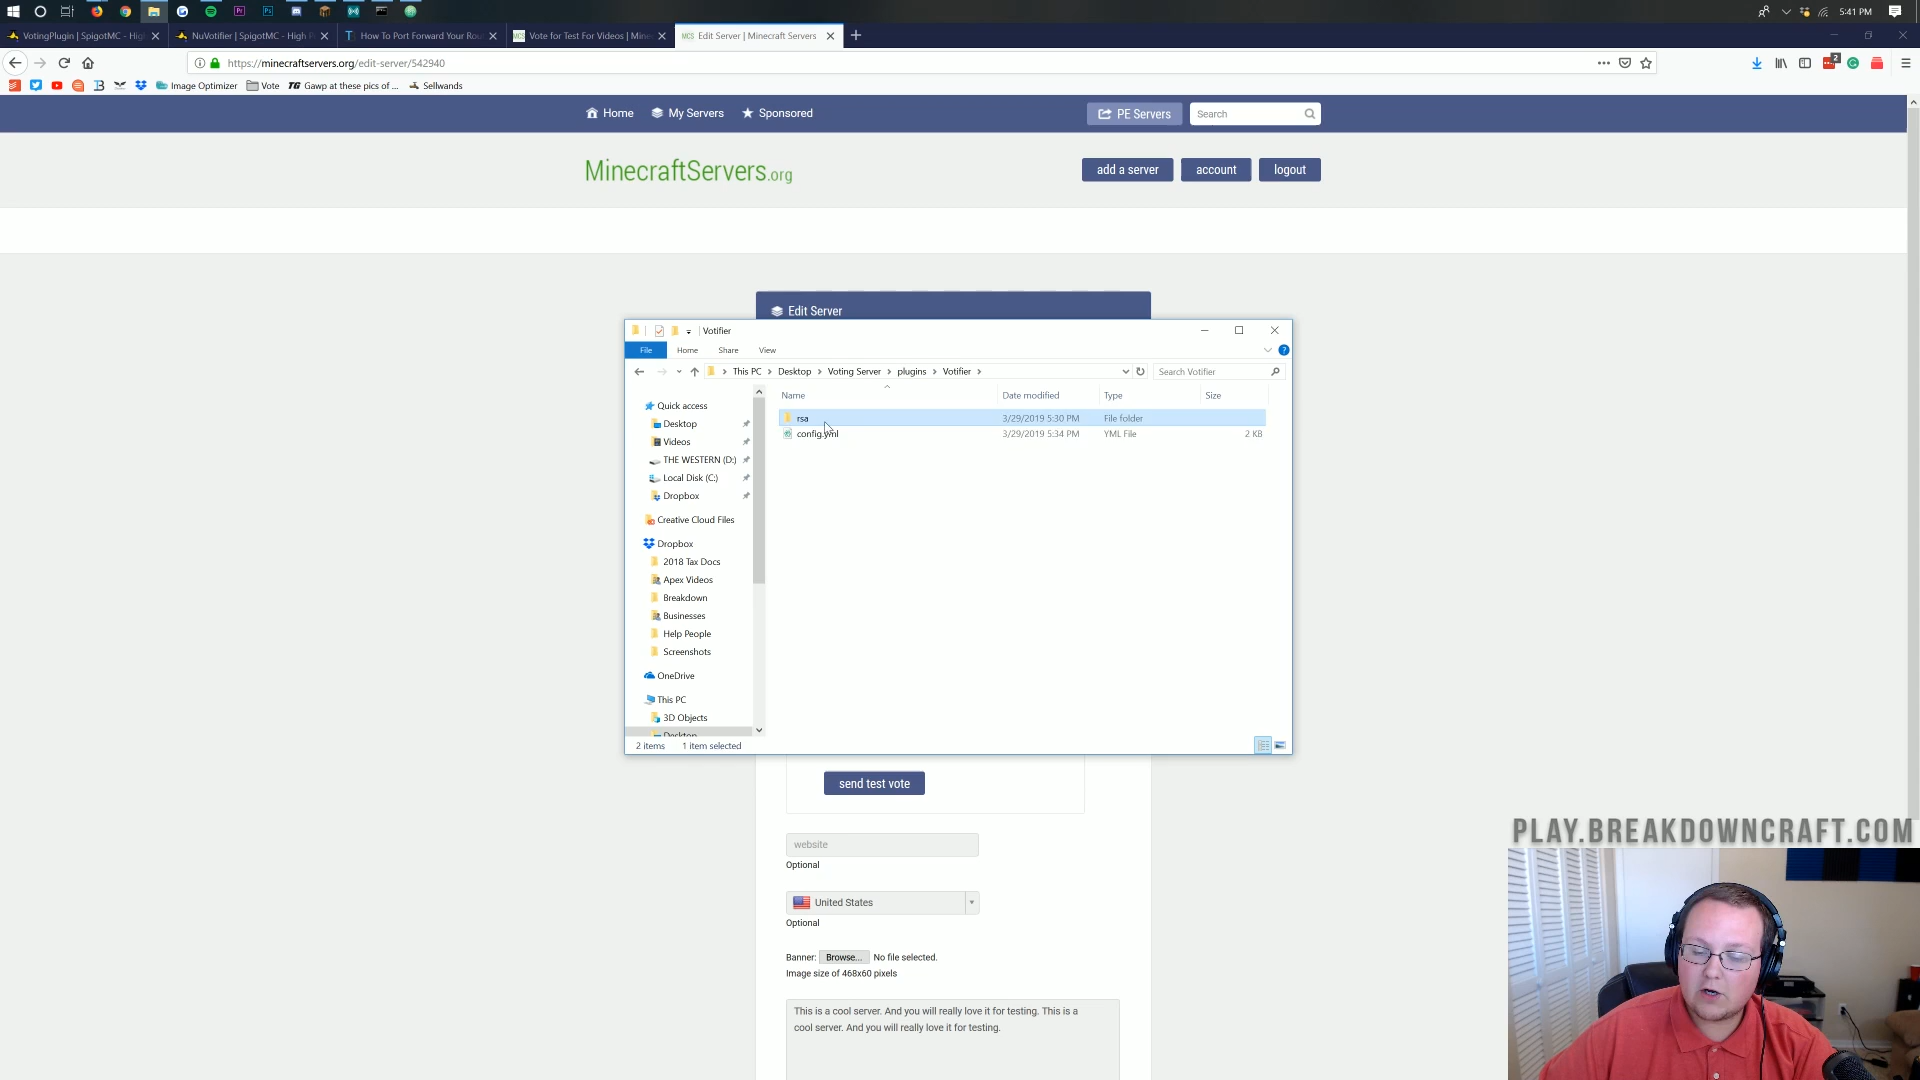 5:41 PM
VotingPlugin | SpigotMC - High
NuVotifier | SpigotMC - High P
How To Port Forward Your Rou
MCS Vote for Test For Videos | Mine
MCS Edit Server | Minecraft Servers
https://minecraftservers.org/edit-server/542940
2
Image Optimizer
Vote
TG Gawp at these pics of ...
Sellwands
Home
My Servers
Sponsored
PE Servers
Search
MinecraftServers.org
add a server
account
logout
Edit Server
Votifier
File
Home
Share
View
This PC
Desktop
Voting Server
plugins
Votifier
Search Votifier
Name
Date modified
Type
Size
rsa
3/29/2019 5:30 PM
File folder
config.yml
3/29/2019 5:34 PM
YML File
2 KB
Quick access
Desktop
Videos
THE WESTERN (D:)
Local Disk (C:)
Dropbox
Creative Cloud Files
Dropbox
2018 Tax Docs
Apex Videos
Breakdown
Businesses
Help People
Screenshots
OneDrive
This PC
3D Objects
Desktop
2 items
1 item selected
send test vote
website
Optional
United States
Optional
Banner:
Browse...
No file selected.
Image size of 468x60 pixels
This is a cool server. And you will really love it for testing. This is a
cool server. And you will really love it for testing.
PLAY.BREAKDOWNCRAFT.COM